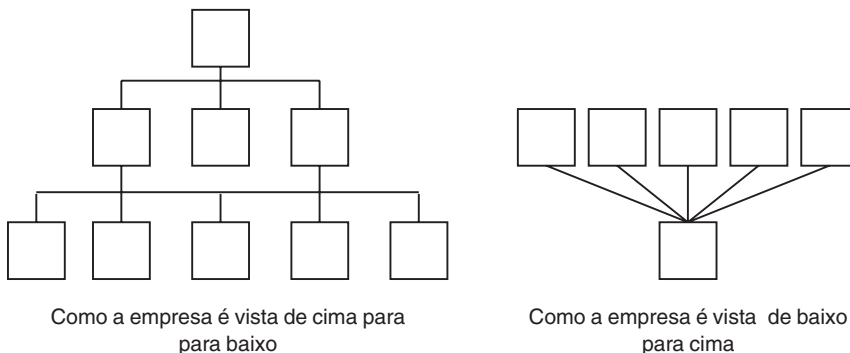 Como a empresa é vista de cima para
para baixo
Como a empresa é vista de baixo
para cima